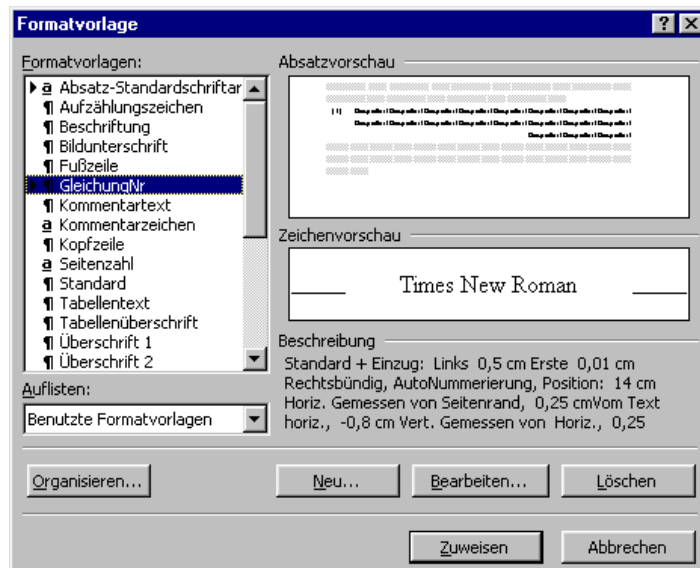 Formatvorlage
Formatvorlagen:
a Absatz-Standardschriftar
¶ Aufzählungszeichen
¶ Beschriftung
¶ Bildunterschrift
¶ Fußzeile
¶ GleichungNr
¶ Kommentartext
a Kommentarzeichen
¶ Kopfzeile
a Seitenzahl
¶ Standard
¶ Tabellentext
¶ Tabellenüberschrift
¶ Überschrift 1
¶ Überschrift 2
Auflisten:
Benutzte Formatvorlagen
Absatzvorschau
Zeichenvorschau
Times New Roman
Beschreibung
Standard + Einzug: Links 0,5 cm Erste 0,01 cm
Rechtsbündig, AutoNummerierung, Position: 14 cm
Horiz. Gemessen von Seitenrand, 0,25 cmVom Text
horiz., -0,8 cm Vert. Gemessen von Horiz., 0,25
Organisieren...
Neu...
Bearbeiten...
Löschen
Zuweisen
Abbrechen